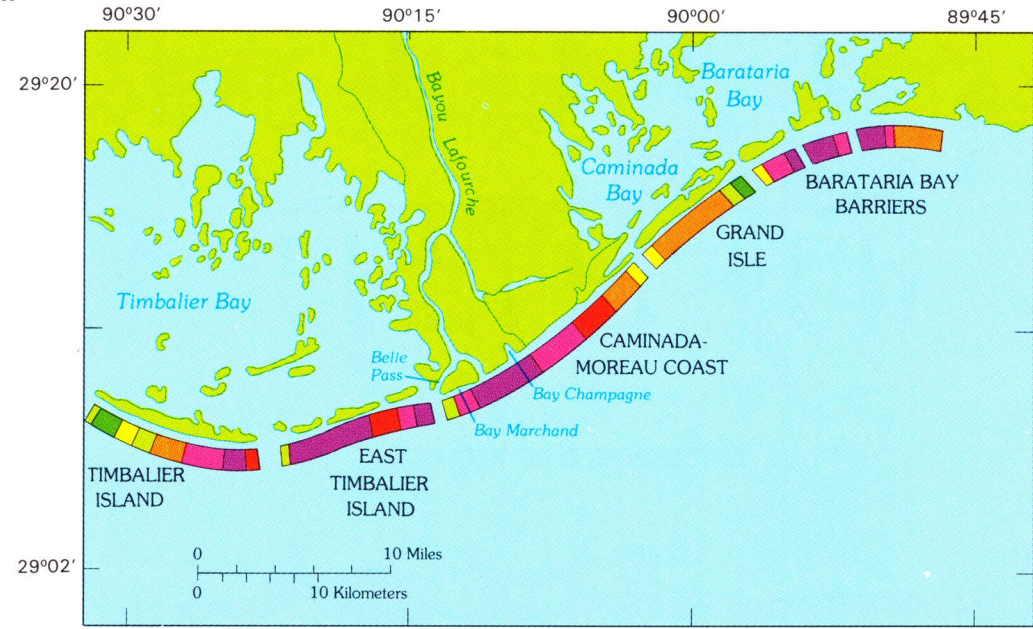 90°30′
90°15′
90°00′
89°45′
29°20′
Barataria
Bay
Bayou Lafourche
Caminada
Bay
BARATARIA BAY
BARRIERS
GRAND
ISLE
Timbalier Bay
CAMINADA-
MOREAU COAST
Belle
Pass
Bay Champagne
Bay Marchand
TIMBALIER
ISLAND
EAST
TIMBALIER
ISLAND
0 10 Miles
0 10 Kilometers
29°02′